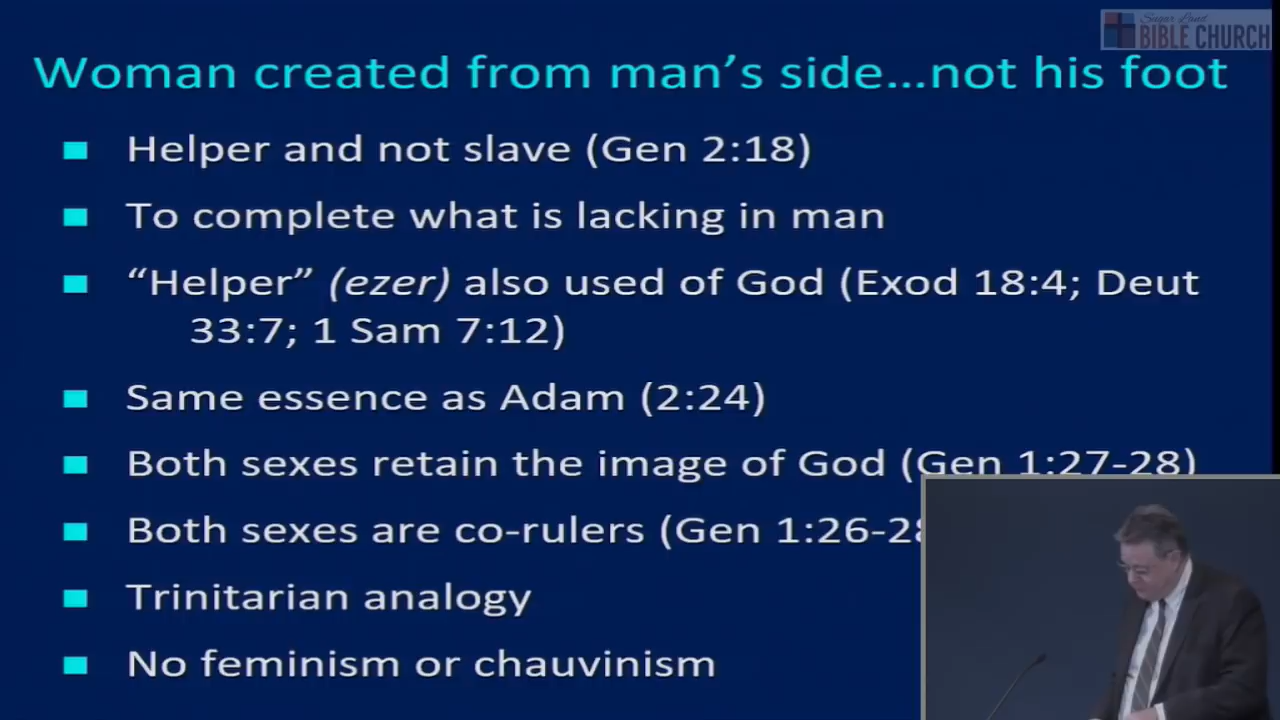 Sugar Land
BIBLE CHURCH
Woman created from man’s side…not his foot
Helper and not slave (Gen 2:18)
To complete what is lacking in man
“Helper” (ezer) also used of God (Exod 18:4; Deut
33:7; 1 Sam 7:12)
Same essence as Adam (2:24)
Both sexes retain the image of God (Gen 1:27-28)
Both sexes are co-rulers (Gen 1:26-28
Trinitarian analogy
No feminism or chauvinism